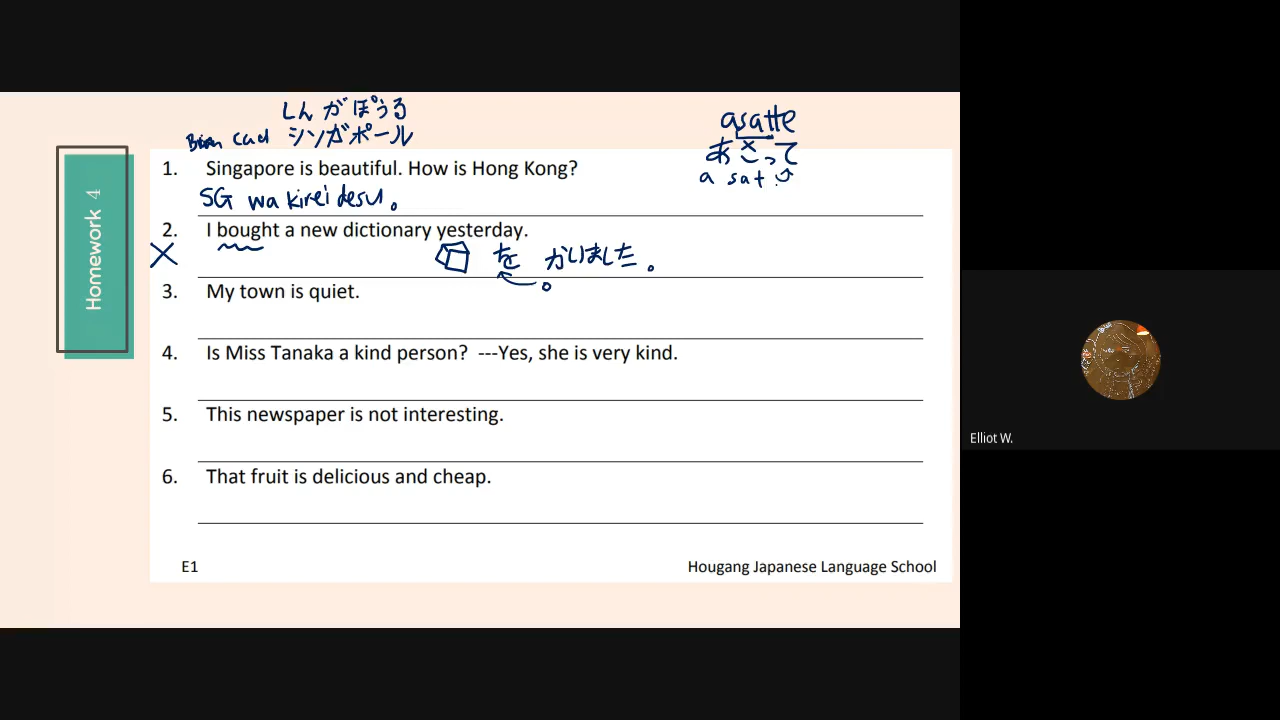 Homework 4
しんがぽうる
シンガポール
asatte
あさって
a sat
1. Singapore is beautiful. How is Hong Kong?
SG wa kirei desu。
2. I bought a new dictionary yesterday.
を かいました。
3. My town is quiet.
4. Is Miss Tanaka a kind person? ---Yes, she is very kind.
5. This newspaper is not interesting.
6. That fruit is delicious and cheap.
E1
Hougang Japanese Language School
Elliot W.